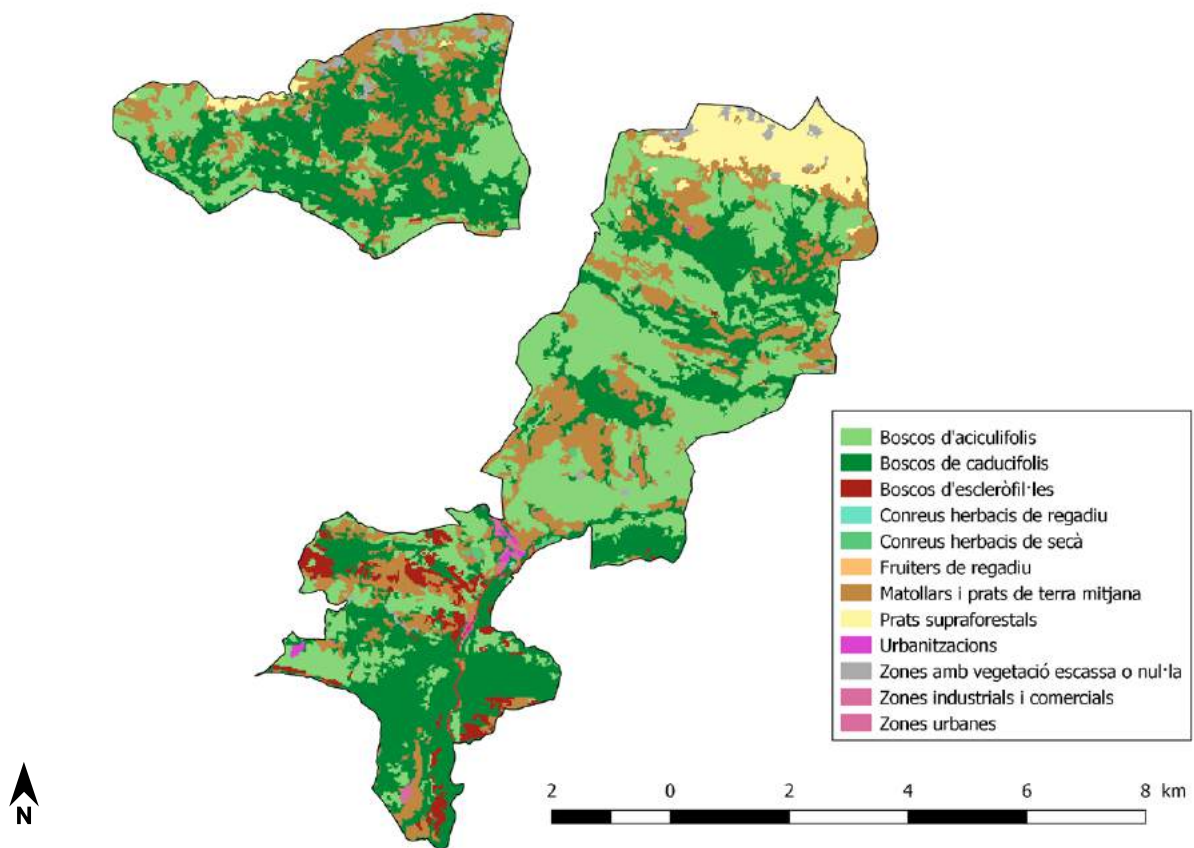 Boscos d'aciculifolis
Boscos de caducifolis
Boscos d'escleròfil·les
Conreus herbacis de regadiu
Conreus herbacis de secà
Fruiters de regadiu
Matollars i prats de terra mitjana
Prats supraforestals
Urbanitzacions
Zones amb vegetació escassa o nul·la
Zones industrials i comercials
Zones urbanes
N
2 0 2 4 6 8 km